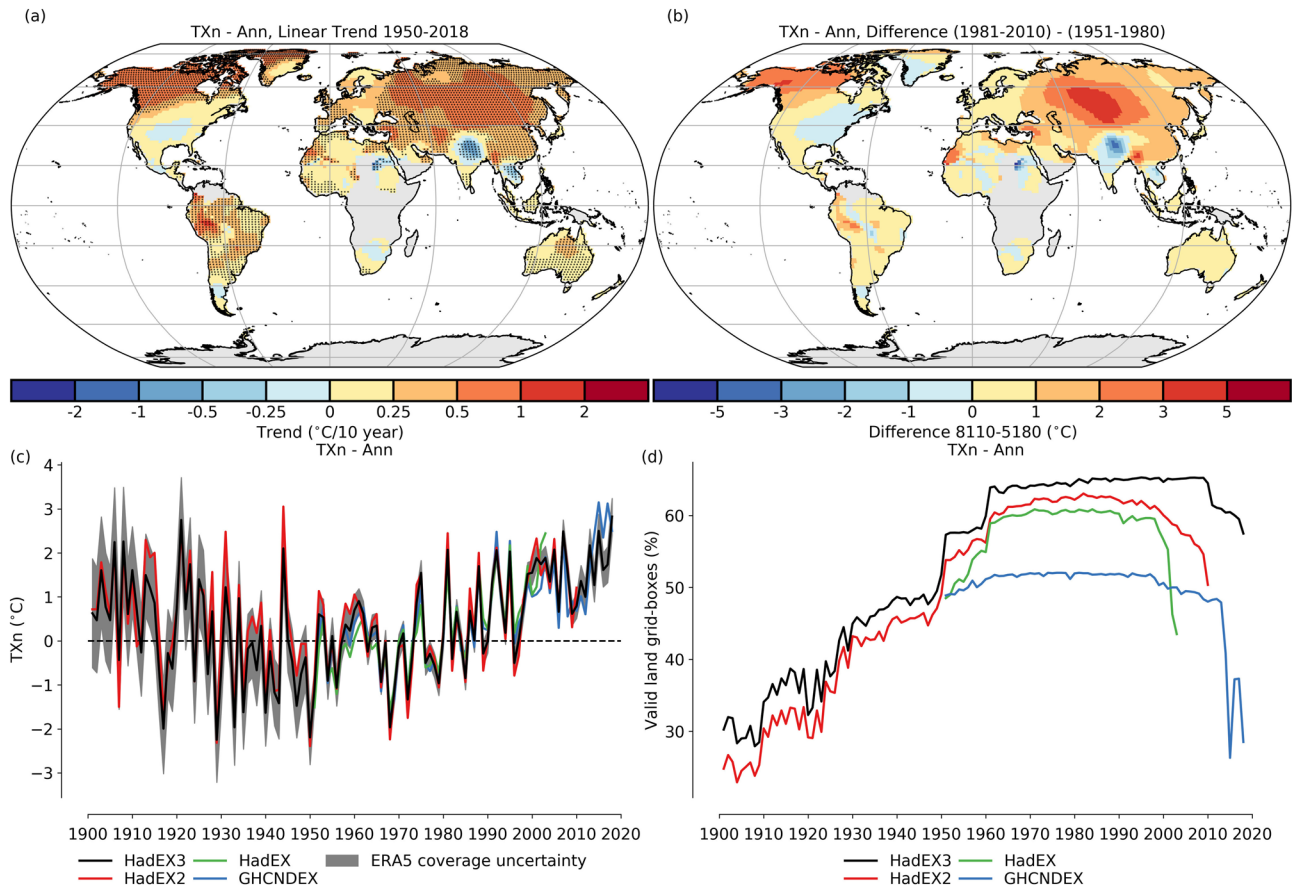 (a)
TXn - Ann, Linear Trend 1950-2018
-2 -1 -0.5 -0.25 0 0.25 0.5 1 2
Trend (°C/10 year)
(b)
TXn - Ann, Difference (1981-2010) - (1951-1980)
-5 -3 -2 -1 0 1 2 3 5
Difference 8110-5180 (°C)
(c)
TXn - Ann
TXn (°C)
4
3
2
1
0
−1
−2
−3
1900 1910 1920 1930 1940 1950 1960 1970 1980 1990 2000 2010 2020
HadEX3 HadEX ERA5 coverage uncertainty
HadEX2 GHCNDEX
(d)
TXn - Ann
Valid land grid-boxes (%)
60
50
40
30
1900 1910 1920 1930 1940 1950 1960 1970 1980 1990 2000 2010 2020
HadEX3 HadEX
HadEX2 GHCNDEX